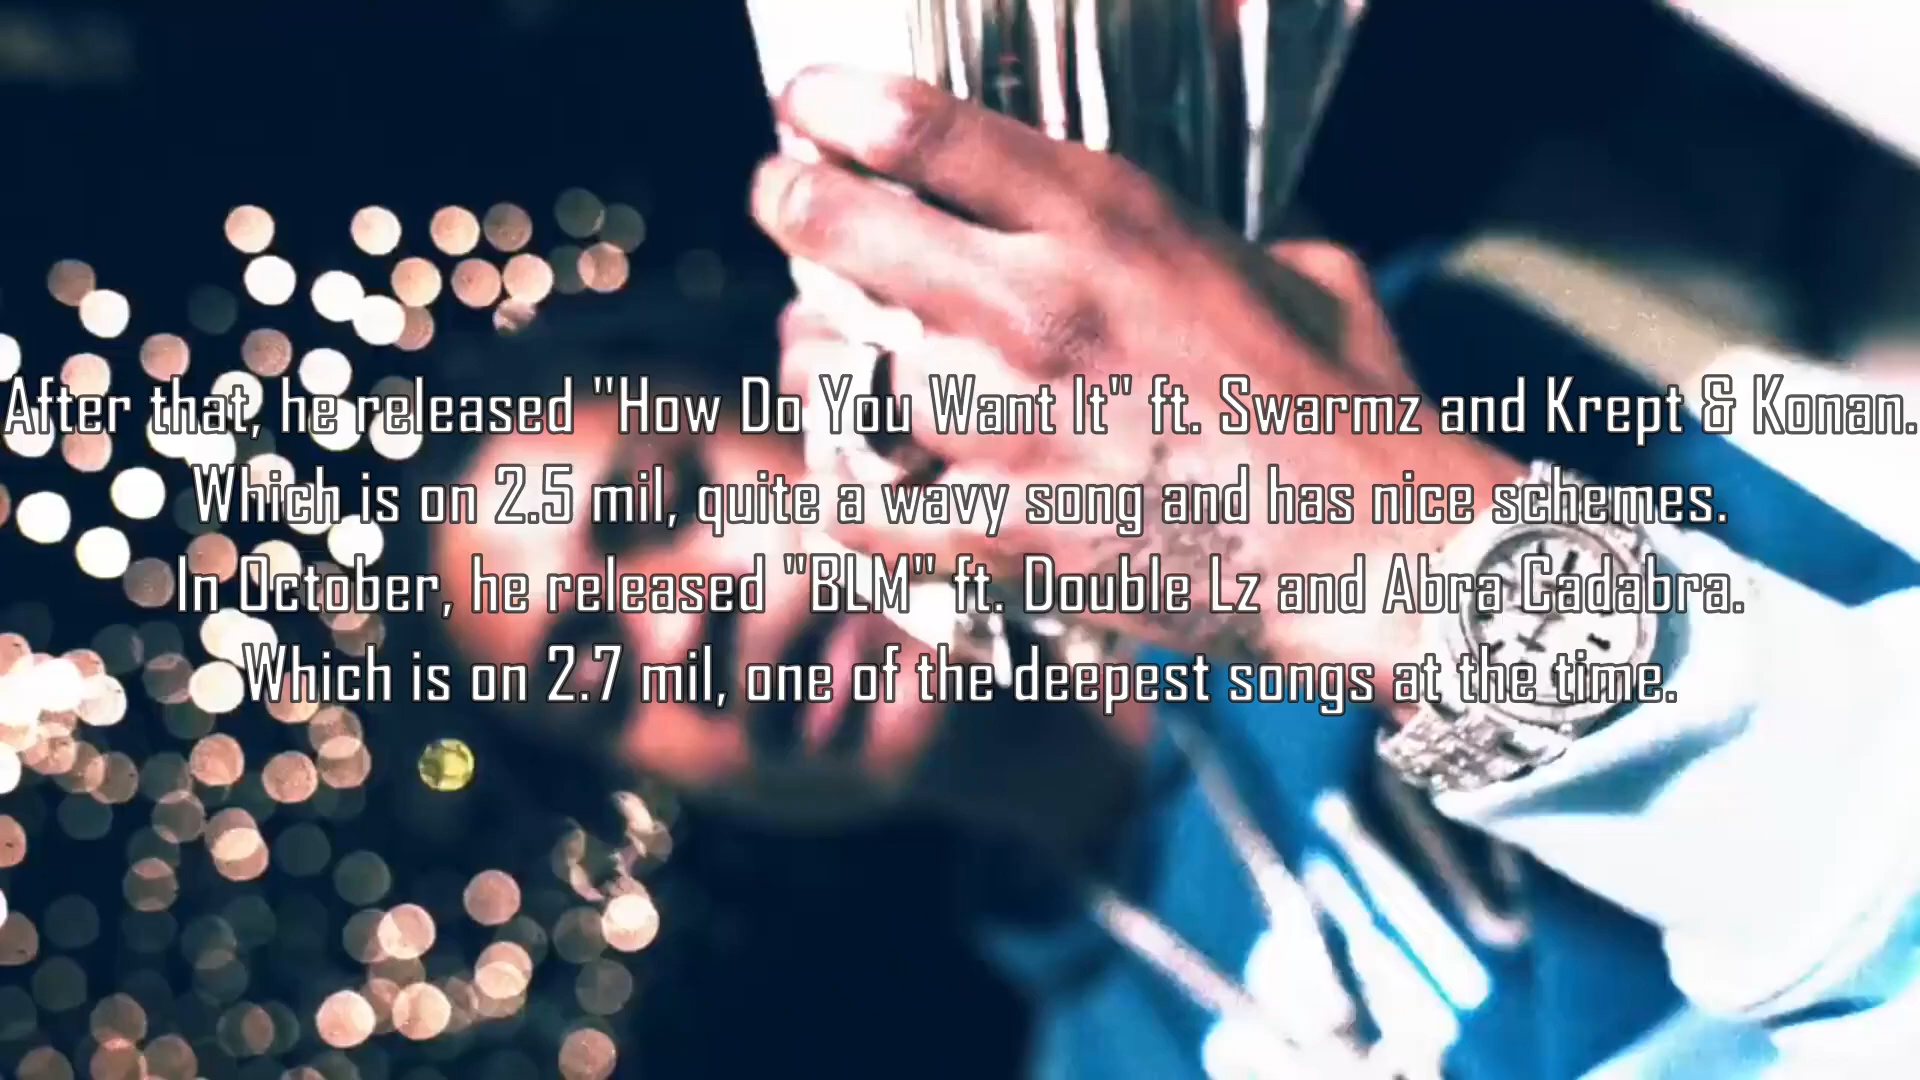 After that, he released "How Do You Want It" ft. Swarmz and Krept & Konan.
Which is on 2.5 mil, quite a wavy song and has nice schemes.
In October, he released "BLM" ft. Double Lz and Abra Cadabra.
Which is on 2.7 mil, one of the deepest songs at the time.